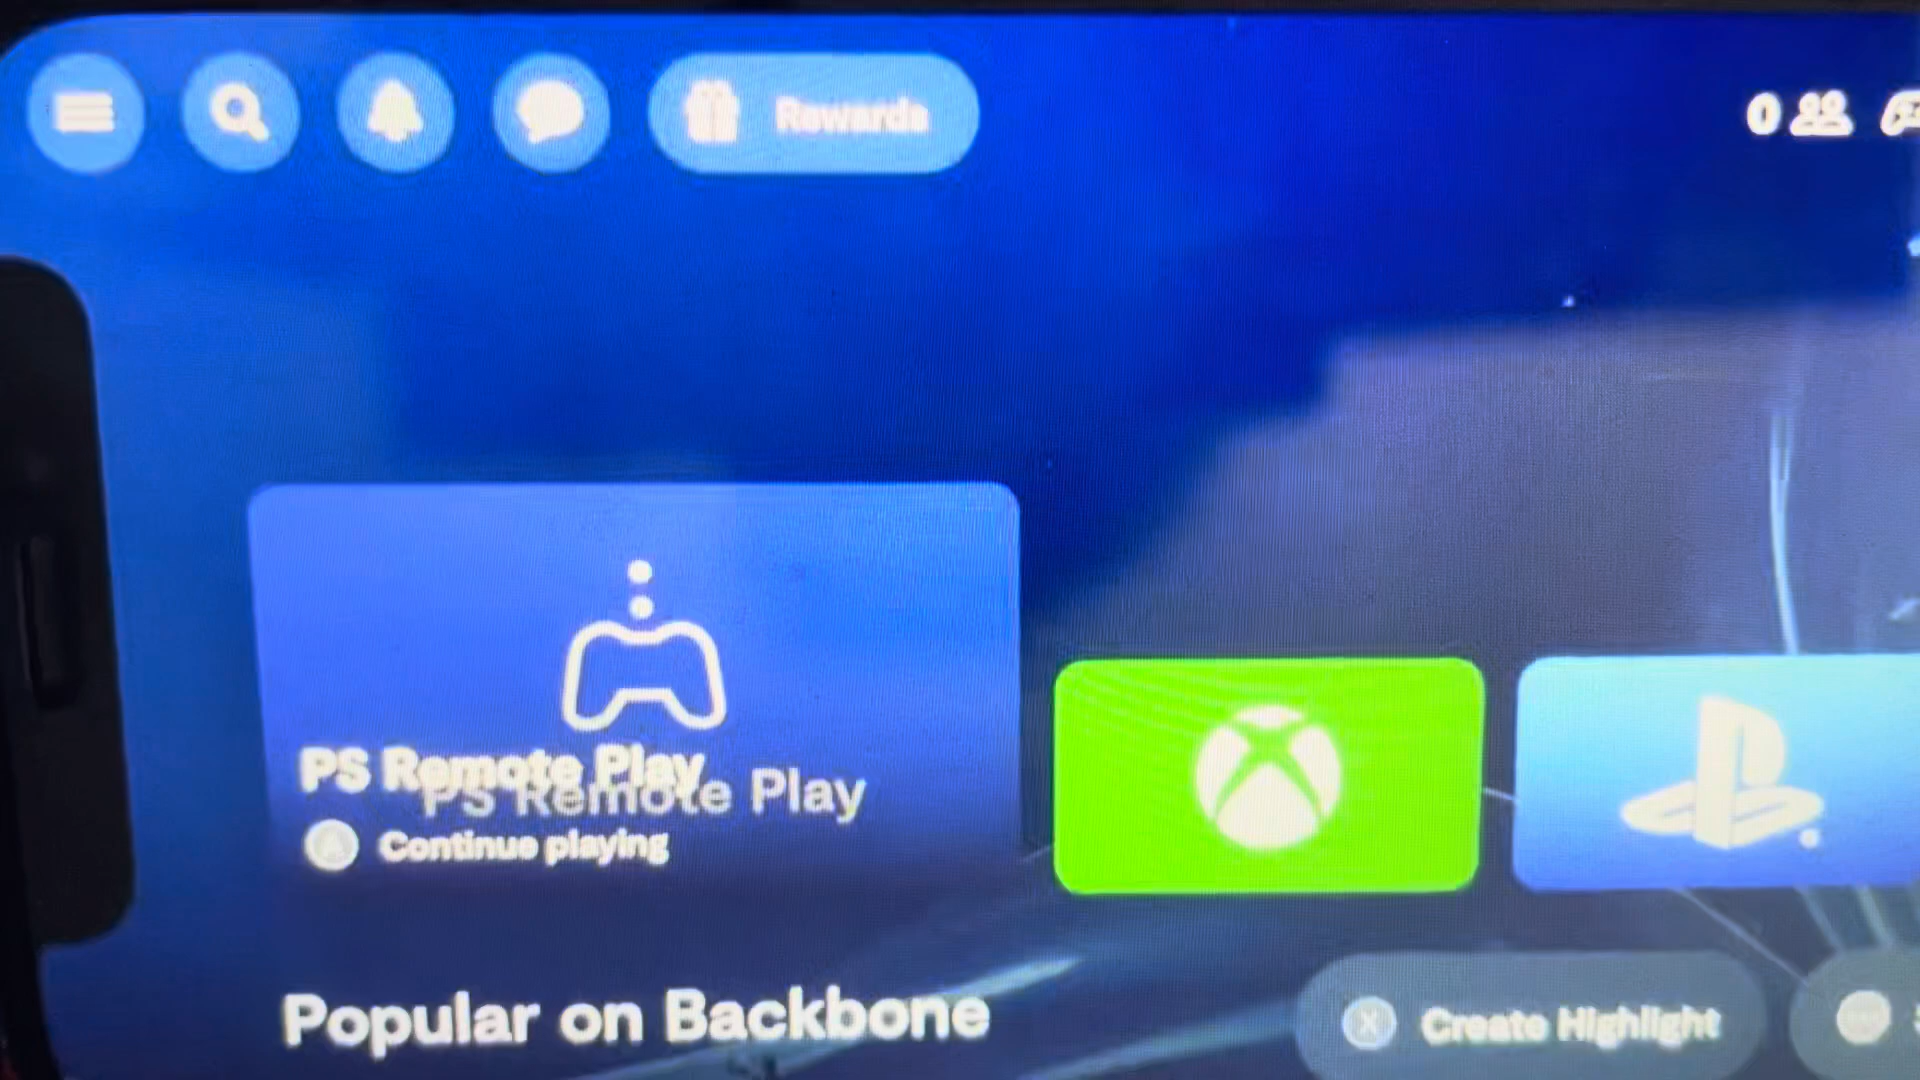 Rewards
0
PS Remote Play
PS Remote Play
Continue playing
Popular on Backbone
X Create Highlight